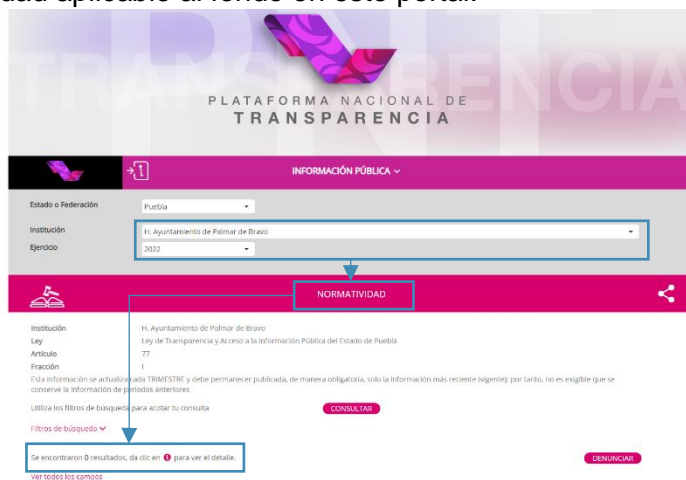 dad aplicable al fondo en este portal.
TRANSPARENCIA
PLATAFORMA NACIONAL DE
TRANSPARENCIA
INFORMACIÓN PÚBLICA
Estado o Federación
Puebla
Institución
H. Ayuntamiento de Palmar de Bravo
Ejercicio
2022
NORMATIVIDAD
Institución
H. Ayuntamiento de Palmar de Bravo
Ley
Ley de Transparencia y Acceso a la Información Pública del Estado de Puebla
Artículo
77
Fracción
I
Esta información se actualiza cada TRIMESTRE y debe permanecer publicada, de manera obligatoria, solo la información más reciente (vigente); por tanto, no es exigible que se
conserve la información de periodos anteriores
Utiliza los filtros de búsqueda para acotar tu consulta
CONSULTAR
Filtros de búsqueda
Se encontraron 0 resultados, da clic en i para ver el detalle.
DENUNCIAR
Ver todos los campos